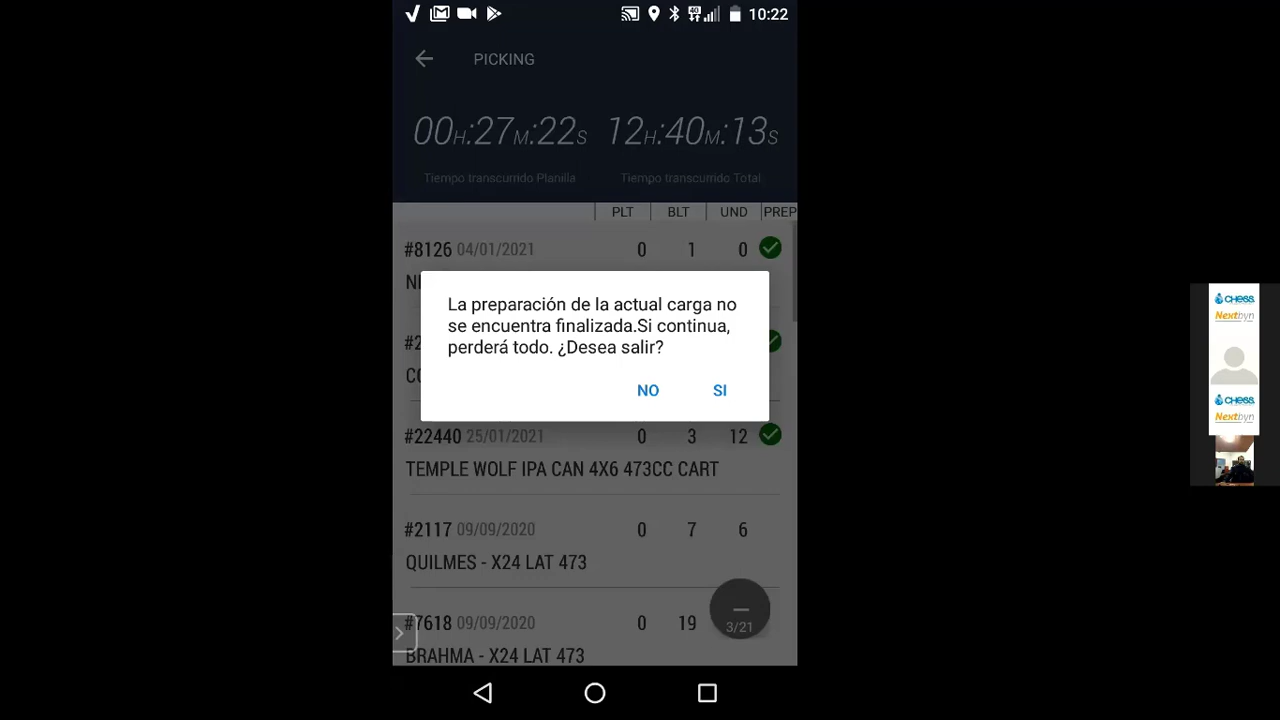 10:22
PICKING
00H:27M:22S 12H:40M:13S
Tiempo transcurrido Planilla Tiempo transcurrido Total
PLT BLT UND PREP
#8126 04/01/2021 0 1 0
La preparación de la actual carga no
se encuentra finalizada.Si continua,
perderá todo. ¿Desea salir?
NO SI
#22440 25/01/2021 0 3 12
TEMPLE WOLF IPA CAN 4X6 473CC CART
#2117 09/09/2020 0 7 6
QUILMES - X24 LAT 473
#7618 09/09/2020 0 19
3/21
BRAHMA - X24 LAT 473
CHESS
Nextbyn
CHESS
Nextbyn